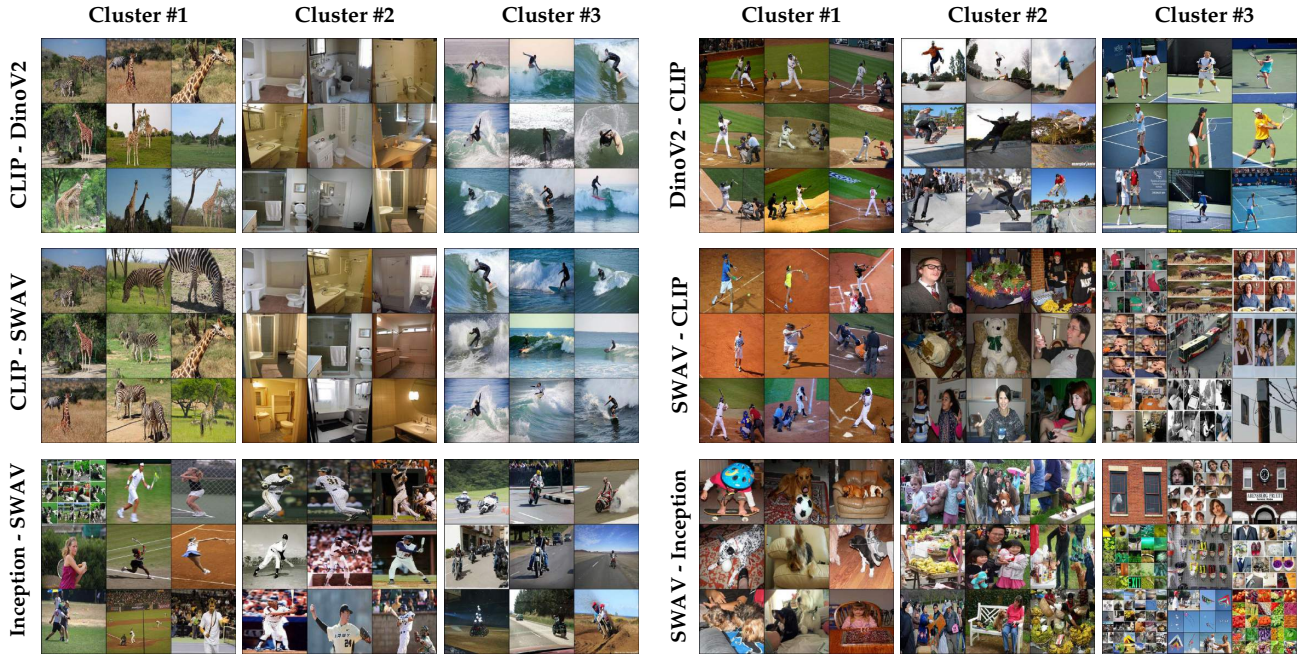 Cluster #1 Cluster #2 Cluster #3 Cluster #1 Cluster #2 Cluster #3
CLIP - DinoV2
DinoV2 - CLIP
CLIP - SWAV
SWAV - CLIP
Inception - SWAV
SWAV - Inception